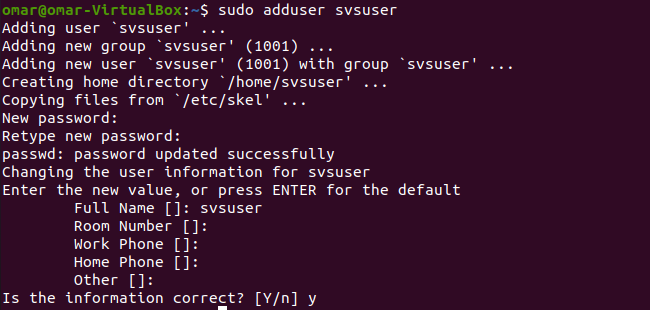 omar@omar-VirtualBox:~$ sudo adduser svsuser
Adding user `svsuser' ...
Adding new group `svsuser' (1001) ...
Adding new user `svsuser' (1001) with group `svsuser' ...
Creating home directory `/home/svsuser' ...
Copying files from `/etc/skel' ...
New password:
Retype new password:
passwd: password updated successfully
Changing the user information for svsuser
Enter the new value, or press ENTER for the default
        Full Name []: svsuser
        Room Number []:
        Work Phone []:
        Home Phone []:
        Other []:
Is the information correct? [Y/n] y